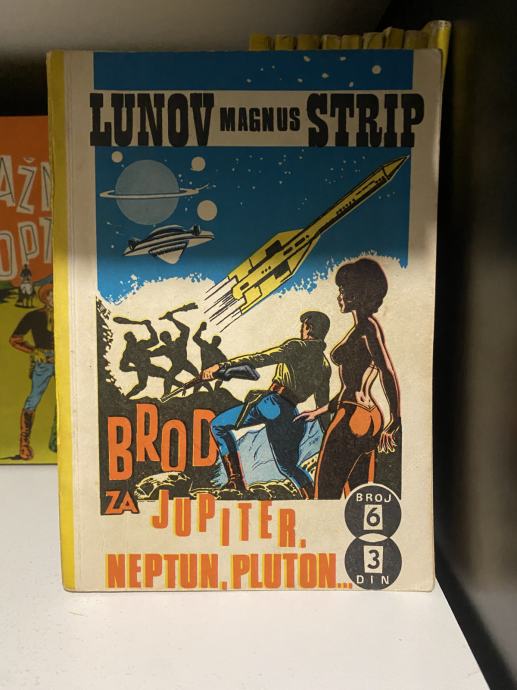 LUNOV MAGNUS STRIP
BROD
ZA JUPITER,
NEPTUN, PLUTON...
BROJ
6
3
DIN